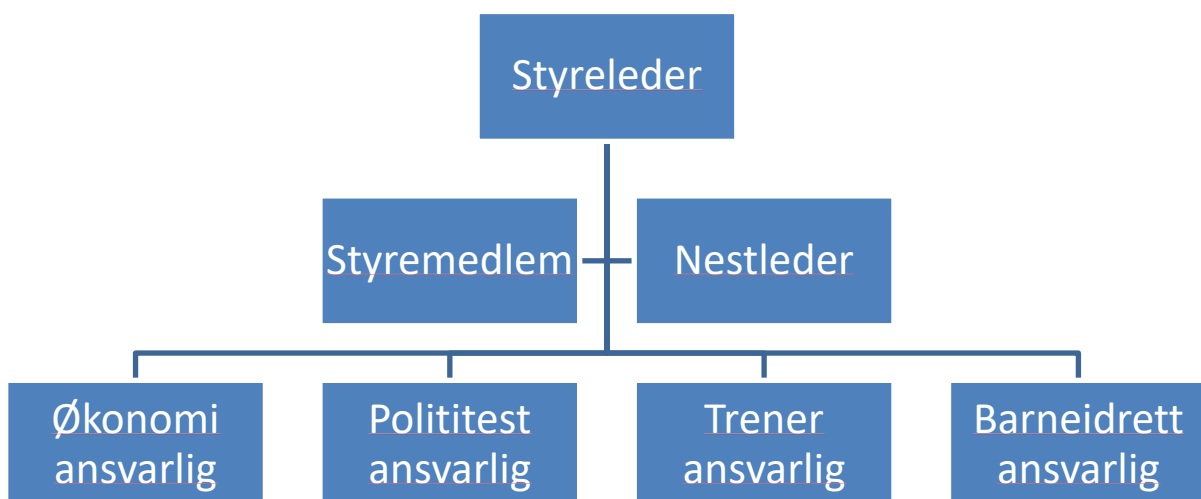 Styreleder
Styremedlem
Nestleder
Økonomi
ansvarlig
Polititest
ansvarlig
Trener
ansvarlig
Barneidrett
ansvarlig